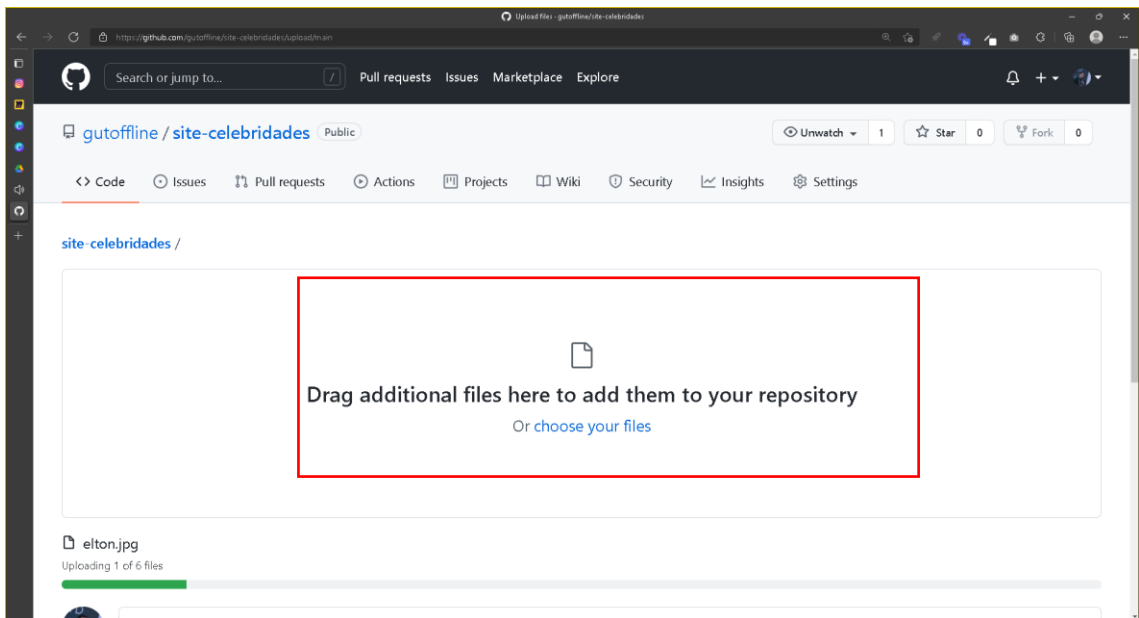 Upload files · gutoffline/site-celebridades
https://github.com/gutoffline/site-celebridades/upload/main
Search or jump to... / Pull requests Issues Marketplace Explore
gutoffline / site-celebridades Public Unwatch 1 Star 0 Fork 0
<> Code Issues Pull requests Actions Projects Wiki Security Insights Settings
site-celebridades /
Drag additional files here to add them to your repository
Or choose your files
elton.jpg
Uploading 1 of 6 files